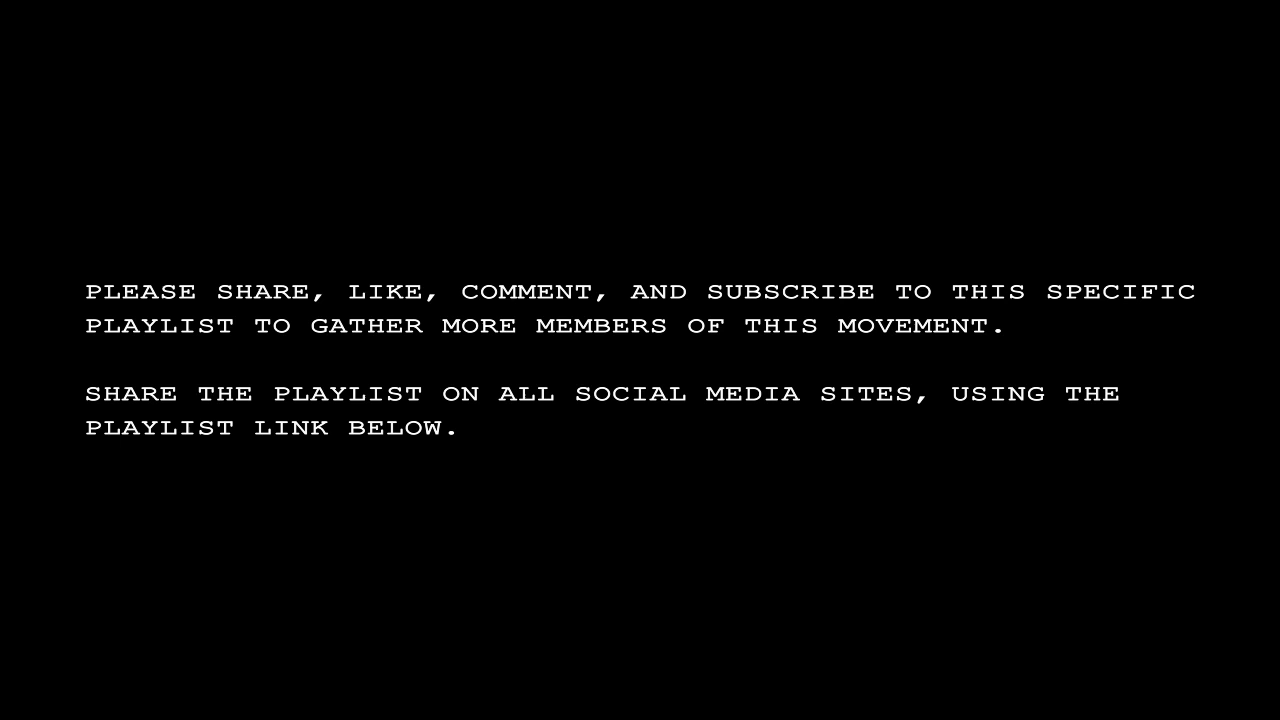 PLEASE SHARE, LIKE, COMMENT, AND SUBSCRIBE TO THIS SPECIFIC
PLAYLIST TO GATHER MORE MEMBERS OF THIS MOVEMENT.
SHARE THE PLAYLIST ON ALL SOCIAL MEDIA SITES, USING THE
PLAYLIST LINK BELOW.